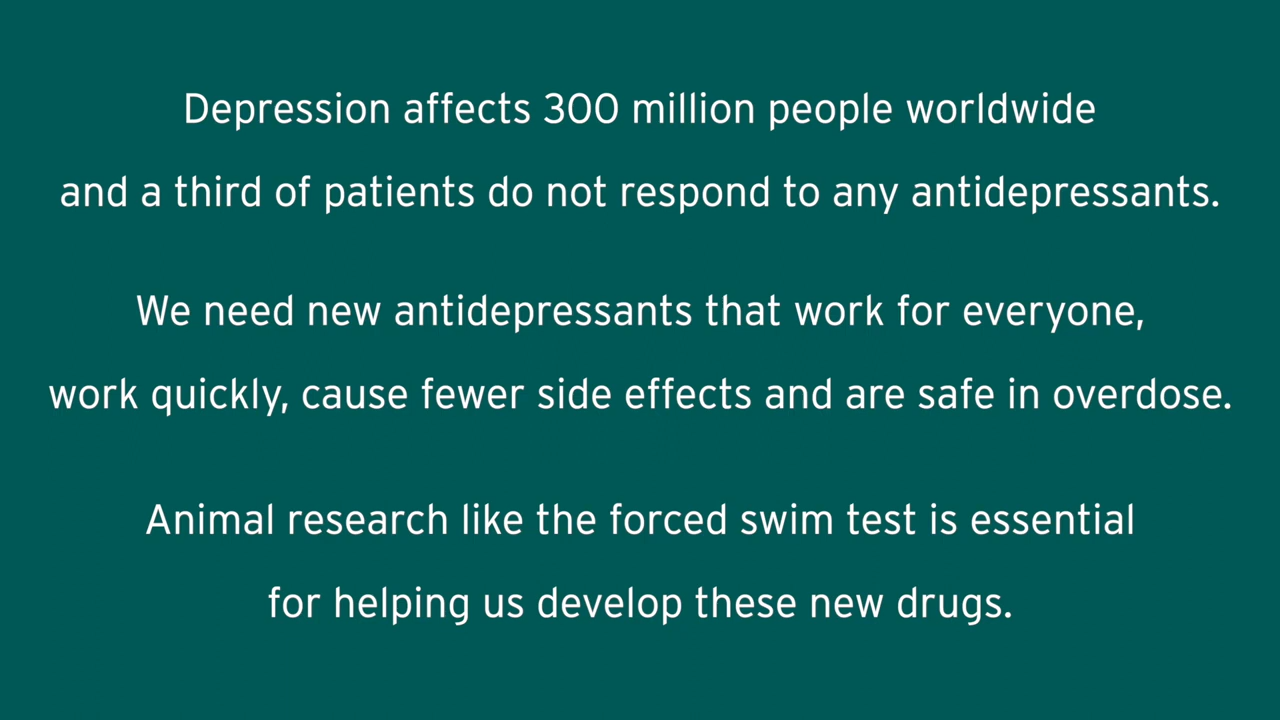 Depression affects 300 million people worldwide
and a third of patients do not respond to any antidepressants.
We need new antidepressants that work for everyone,
work quickly, cause fewer side effects and are safe in overdose.
Animal research like the forced swim test is essential
for helping us develop these new drugs.